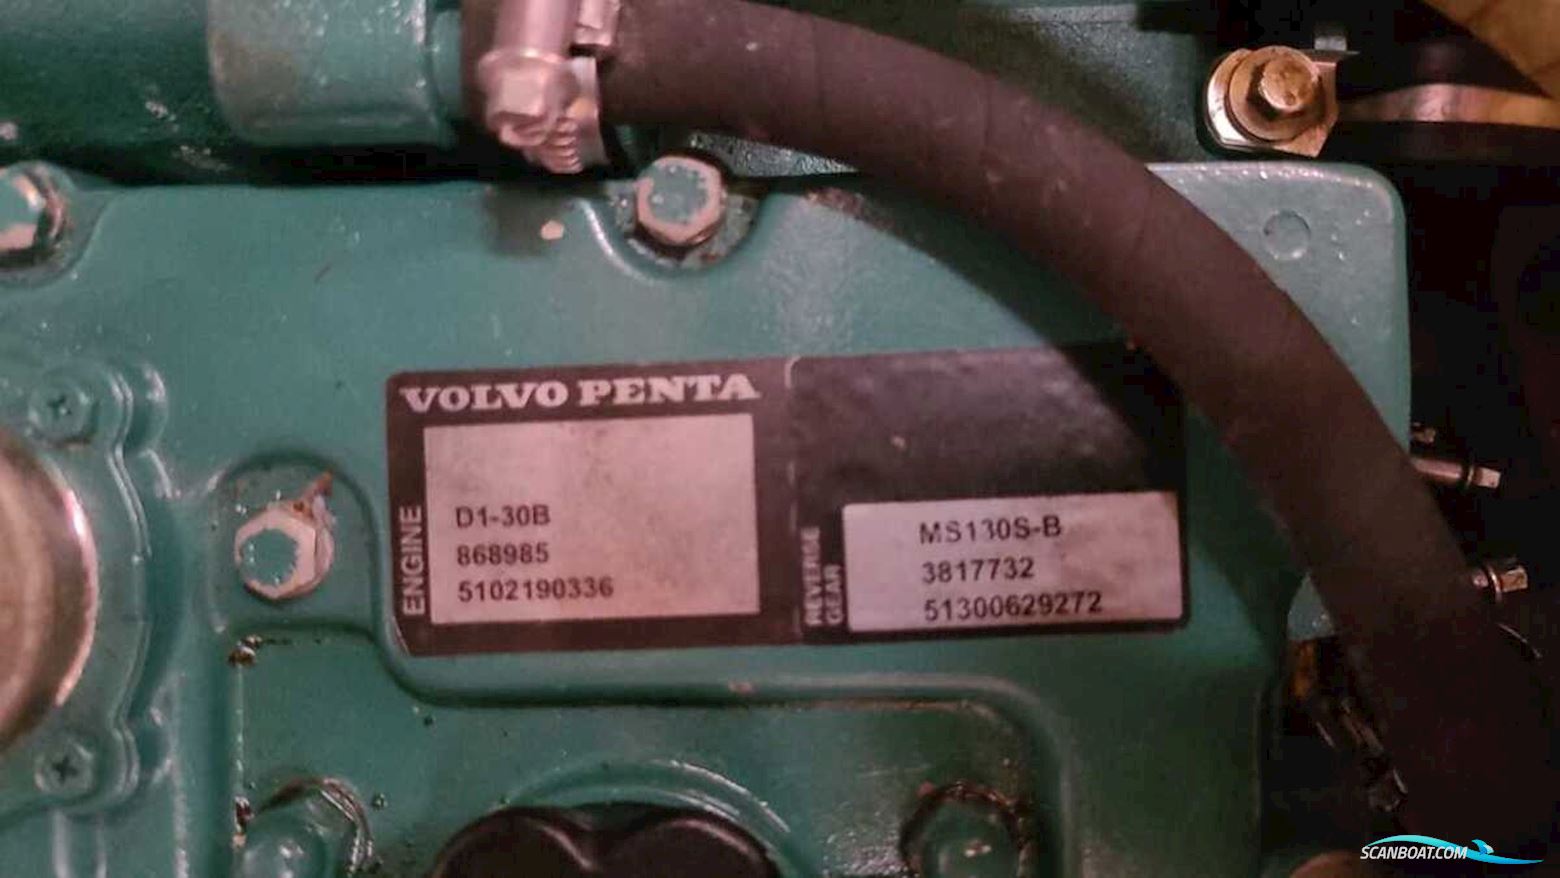 VOLVO PENTA
ENGINE
D1-30B
868985
5102190336
REVERSE
GEAR
MS130S-B
3817732
51300629272
SCANBOAT.COM